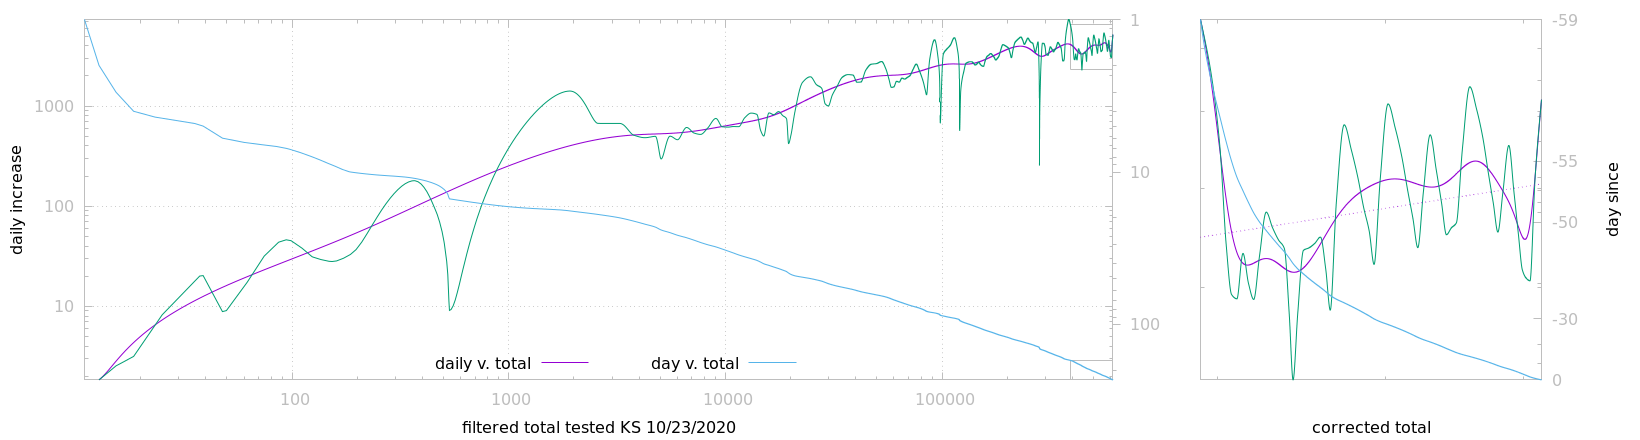 daily increase
1000
100
10
100
1000
10000
100000
1
10
100
daily v. total
day v. total
filtered total tested KS 10/23/2020
-59
-55
-50
-30
0
day since
corrected total